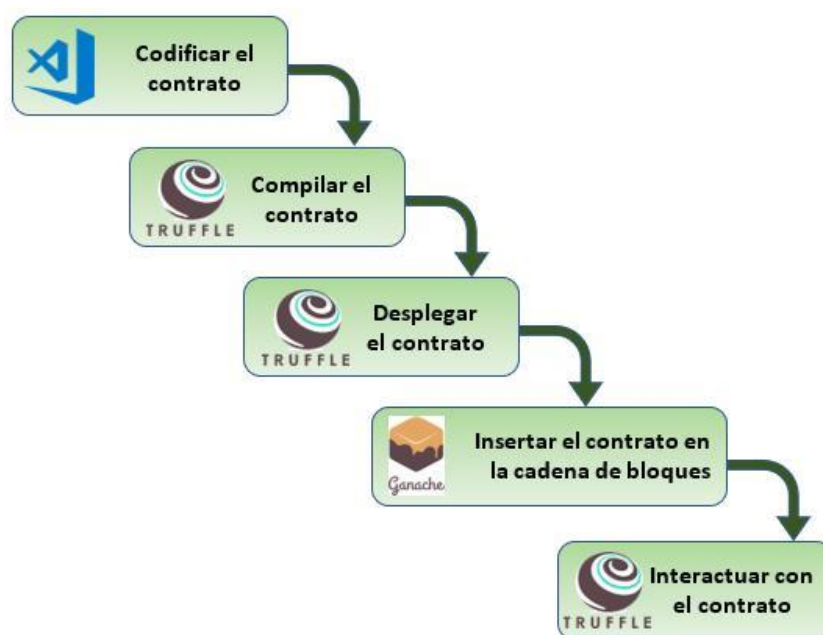 Codificar el
contrato
TRUFFLE
Compilar el
contrato
TRUFFLE
Desplegar
el contrato
Ganache
Insertar el contrato en
la cadena de bloques
TRUFFLE
Interactuar con
el contrato